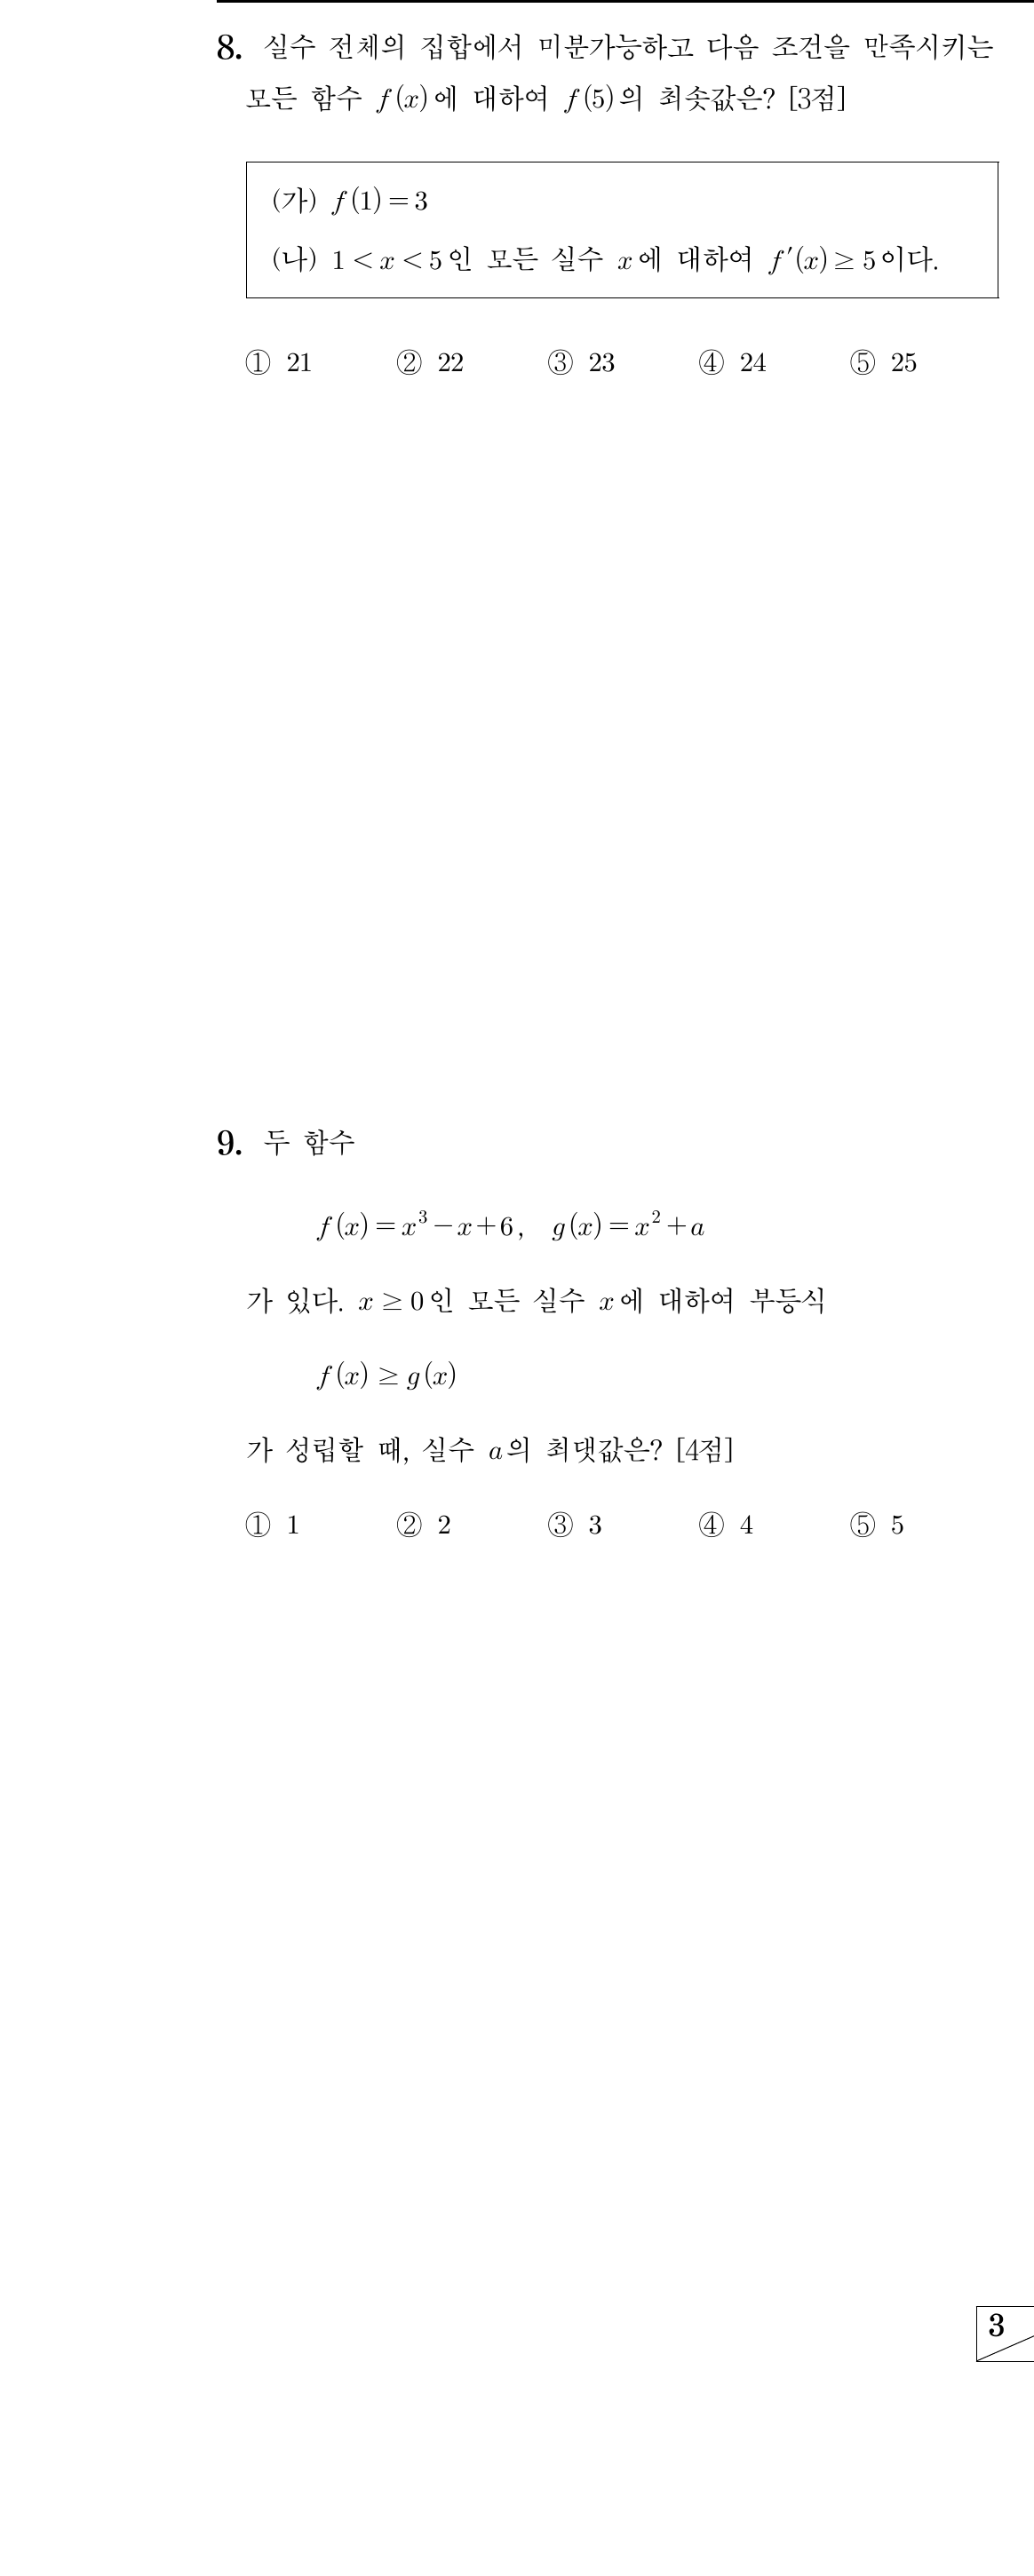 8. 실수 전체의 집합에서 미분가능하고 다음 조건을 만족시키는
모든 함수 f(x)에 대하여 f(5)의 최솟값은? [3점]
(가) f(1)=3
(나) 1<x<5인 모든 실수 x에 대하여 f′(x)≥5이다.
① 21 ② 22 ③ 23 ④ 24 ⑤ 25
9. 두 함수
f(x)=x³-x+6, g(x)=x²+a
가 있다. x≥0인 모든 실수 x에 대하여 부등식
f(x)≥g(x)
가 성립할 때, 실수 a의 최댓값은? [4점]
① 1 ② 2 ③ 3 ④ 4 ⑤ 5
3